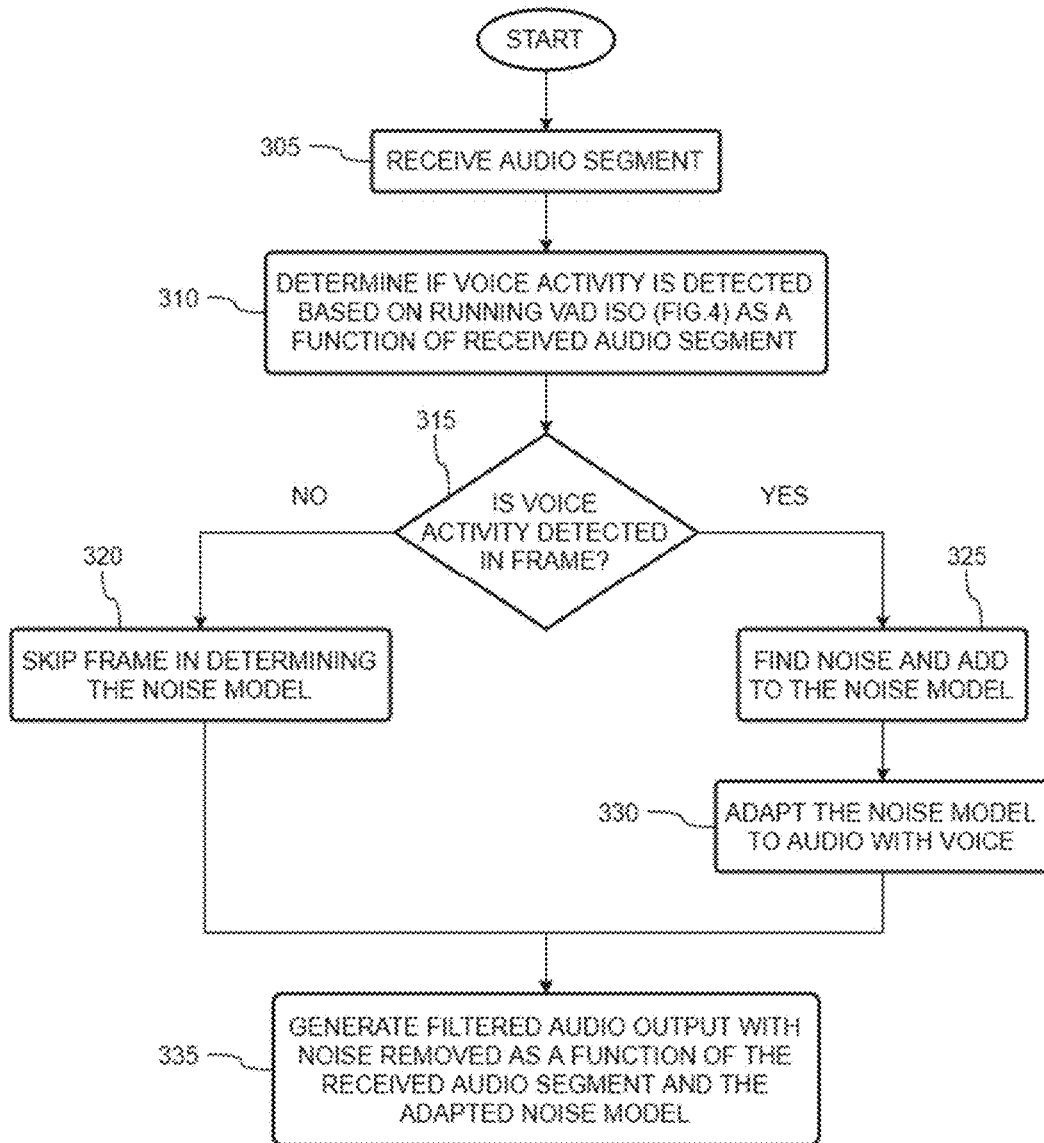 START
305
RECEIVE AUDIO SEGMENT
310
DETERMINE IF VOICE ACTIVITY IS DETECTED
BASED ON RUNNING VAD ISO (FIG.4) AS A
FUNCTION OF RECEIVED AUDIO SEGMENT
315
NO
IS VOICE
ACTIVITY DETECTED
IN FRAME?
YES
320
SKIP FRAME IN DETERMINING
THE NOISE MODEL
325
FIND NOISE AND ADD
TO THE NOISE MODEL
330
ADAPT THE NOISE MODEL
TO AUDIO WITH VOICE
335
GENERATE FILTERED AUDIO OUTPUT WITH
NOISE REMOVED AS A FUNCTION OF THE
RECEIVED AUDIO SEGMENT AND THE
ADAPTED NOISE MODEL